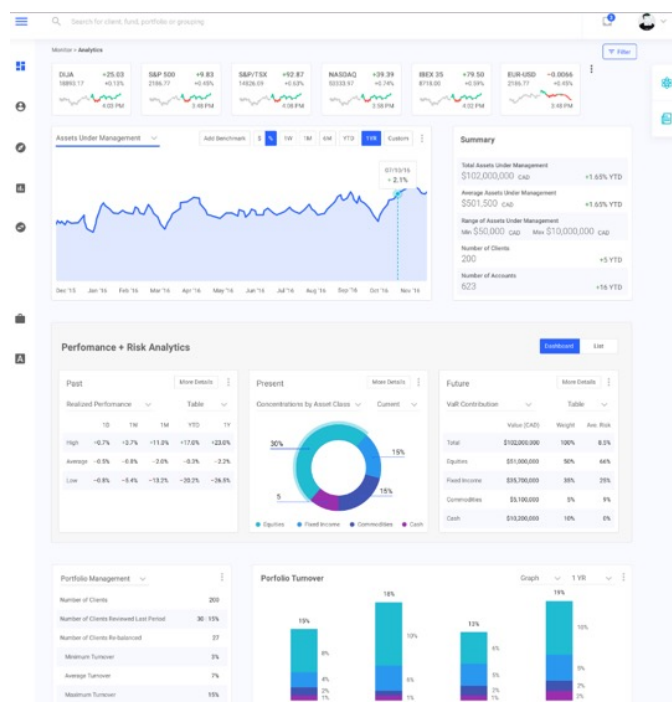 Search for client, fund, portfolio or grouping
Monitor > Analytics
Filter
DIJA +25.03
+0.13%
4:03 PM
S&P 500 +9.83
2186.77 +0.45%
3:48 PM
S&P/TSX +92.87
+0.63%
4:08 PM
NASDAQ +39.39
+0.74%
3:58 PM
IBEX 35 +79.50
8718.00
4:02 PM
EUR-USD -0.0066
2186.77 +0.45%
3:48 PM
Assets Under Management
Add Benchmark $ % 1W 1M 6M YTD 1YR Custom
07/10/16
+ 2.1%
Dec '15 Jan '16 Feb '16 Mar '16 Apr '16 May '16 Jun '16 Jul '16 Aug '16 Sep '16 Oct '16 Nov '16
Summary
Total Assets Under Management
$102,000,000 CAD +1.65% YTD
Average Assets Under Management
$501,500 CAD +1.65% YTD
Range of Assets Under Management
Min $50,000 CAD Max $10,000,000 CAD
Number of Clients
200 +5 YTD
Number of Accounts
623 +16 YTD
Perfomance + Risk Analytics
Dashboard List
Past More Details
Realized Perfomance Table
1D 1W 1M YTD 1Y
High +0.7% +3.7% +11.3% +17.8% +23.0%
Average -0.5% -0.8% -2.0% -0.3% -2.2%
Low -0.8% -5.4% -13.2% -20.2% -26.8%
Present More Details
Concentrations by Asset Class Current
30%
15%
15%
5
Equities Fixed Income Commodities Cash
Future More Details
VaR Contribution Table
Value (CAD) Weight Ave. Risk
Total $102,000,000 100% 8.5%
Equities $51,000,000 50% 66%
Fixed Income $35,700,000 35% 25%
Commodities $5,100,000 5% 9%
Cash $10,200,000 10% 0%
Portfolio Management
Number of Clients 200
Number of Clients Reviewed Last Period 30 | 15%
Number of Clients Re-balanced 27
Minimum Turnover 3%
Average Turnover 7%
Maximum Turnover 15%
Porfolio Turnover
Graph 1 YR
15%
8%
4%
2%
1%
18%
10%
6%
1%
13%
6%
5%
2%
1%
19%
10%
5%
2%
2%
A